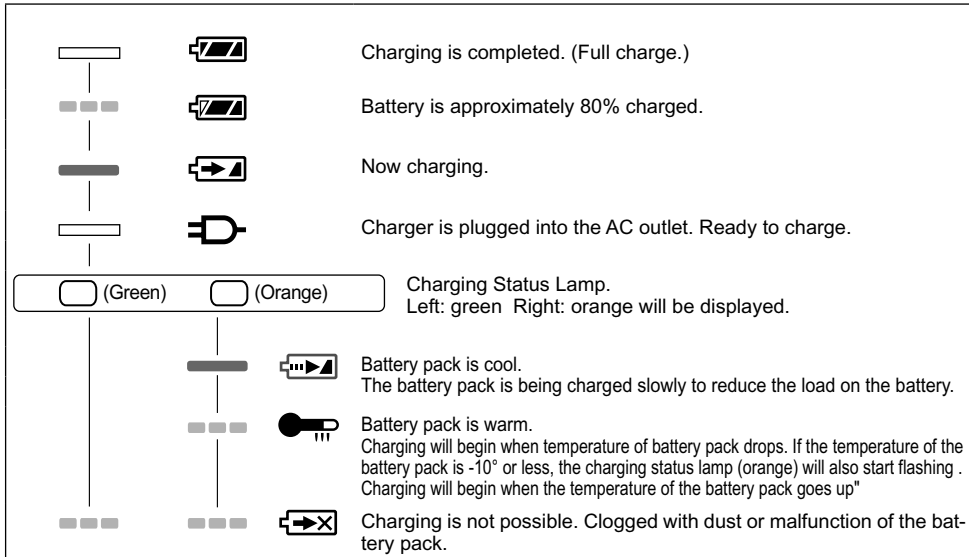 Charging is completed. (Full charge.)
Battery is approximately 80% charged.
Now charging.
Charger is plugged into the AC outlet. Ready to charge.
(Green) (Orange)
Charging Status Lamp.
Left: green Right: orange will be displayed.
Battery pack is cool.
The battery pack is being charged slowly to reduce the load on the battery.
Battery pack is warm.
Charging will begin when temperature of battery pack drops. If the temperature of the
battery pack is -10° or less, the charging status lamp (orange) will also start flashing .
Charging will begin when the temperature of the battery pack goes up"
Charging is not possible. Clogged with dust or malfunction of the bat-
tery pack.